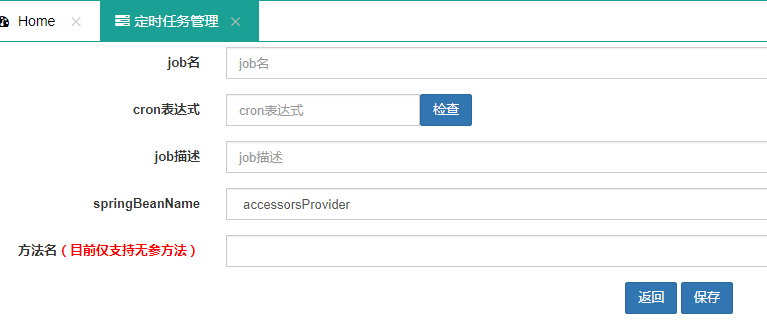 Home × 定时任务管理 ×
job名 job名
cron表达式 cron表达式 检查
job描述 job描述
springBeanName accessorsProvider
方法名（目前仅支持无参方法）
返回 保存